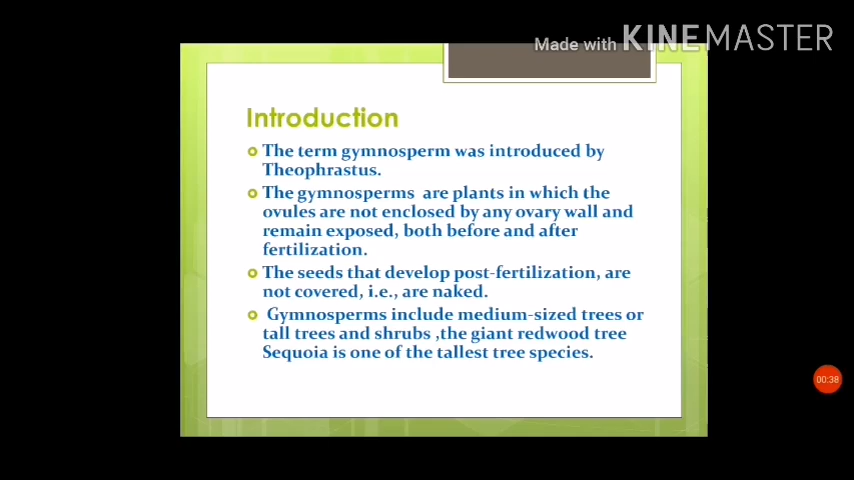 Made with KINEMASTER
Introduction
The term gymnosperm was introduced by
Theophrastus.
The gymnosperms are plants in which the
ovules are not enclosed by any ovary wall and
remain exposed, both before and after
fertilization.
The seeds that develop post-fertilization, are
not covered, i.e., are naked.
Gymnosperms include medium-sized trees or
tall trees and shrubs ,the giant redwood tree
Sequoia is one of the tallest tree species.
00:38